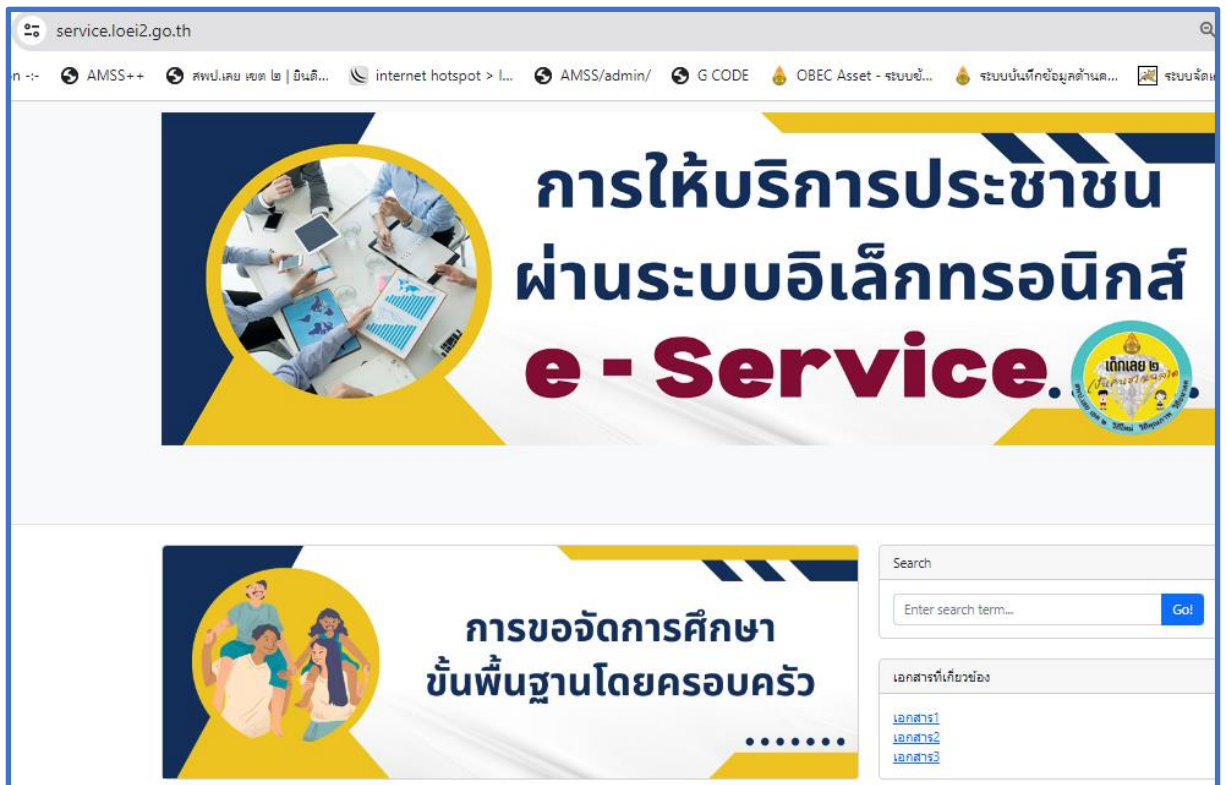 service.loei2.go.th
AMSS++ สพป.เลย เขต ๒ | ยินดี... internet hotspot > l... AMSS/admin/ G CODE OBEC Asset - ระบบข้... ระบบบันทึกข้อมูลด้านค...
การให้บริการประชาชน
ผ่านระบบอิเล็กทรอนิกส์
e - Service.
เด็กเลย ๒
การขอจัดการศึกษา
ขั้นพื้นฐานโดยครอบครัว
Search
Enter search term... Go!
เอกสารที่เกี่ยวข้อง
เอกสาร1
เอกสาร2
เอกสาร3